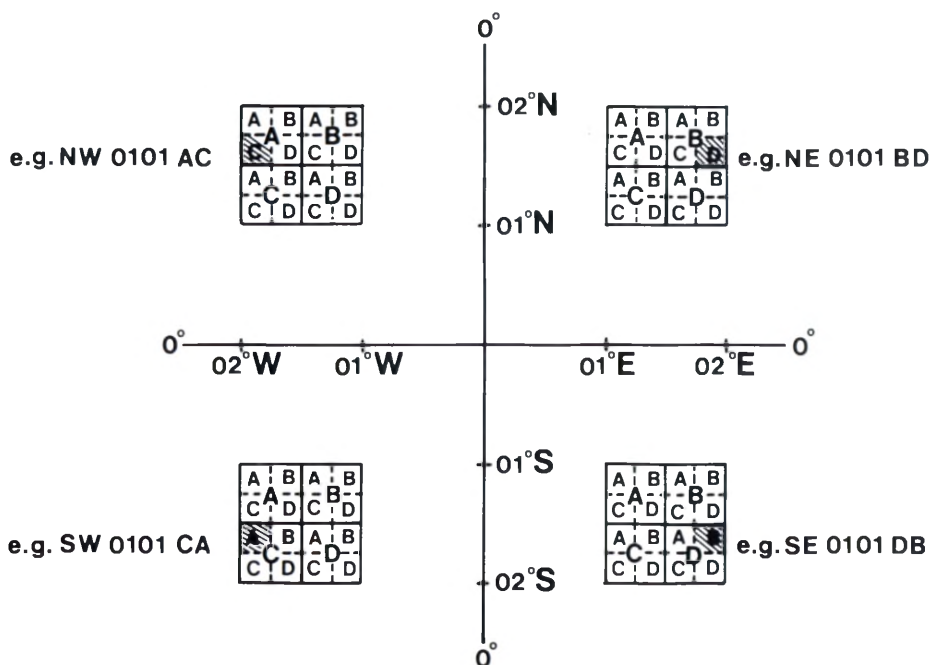 0°
02°N
A B A B
A B
e.g. NW 0101 AC
C D C D
A B A B
C D
C D C D
A B A B
A B
C D C D
e.g. NE 0101 BD
A B A B
C D
C D C D
01°N
0°
02°W
01°W
01°E
02°E
0°
01°S
A B A B
A B
C D C D
e.g. SW 0101 CA
A B A B
C D
C D C D
A B A B
A B
C D C D
A B A B
C D
C D C D
e.g. SE 0101 DB
02°S
0°